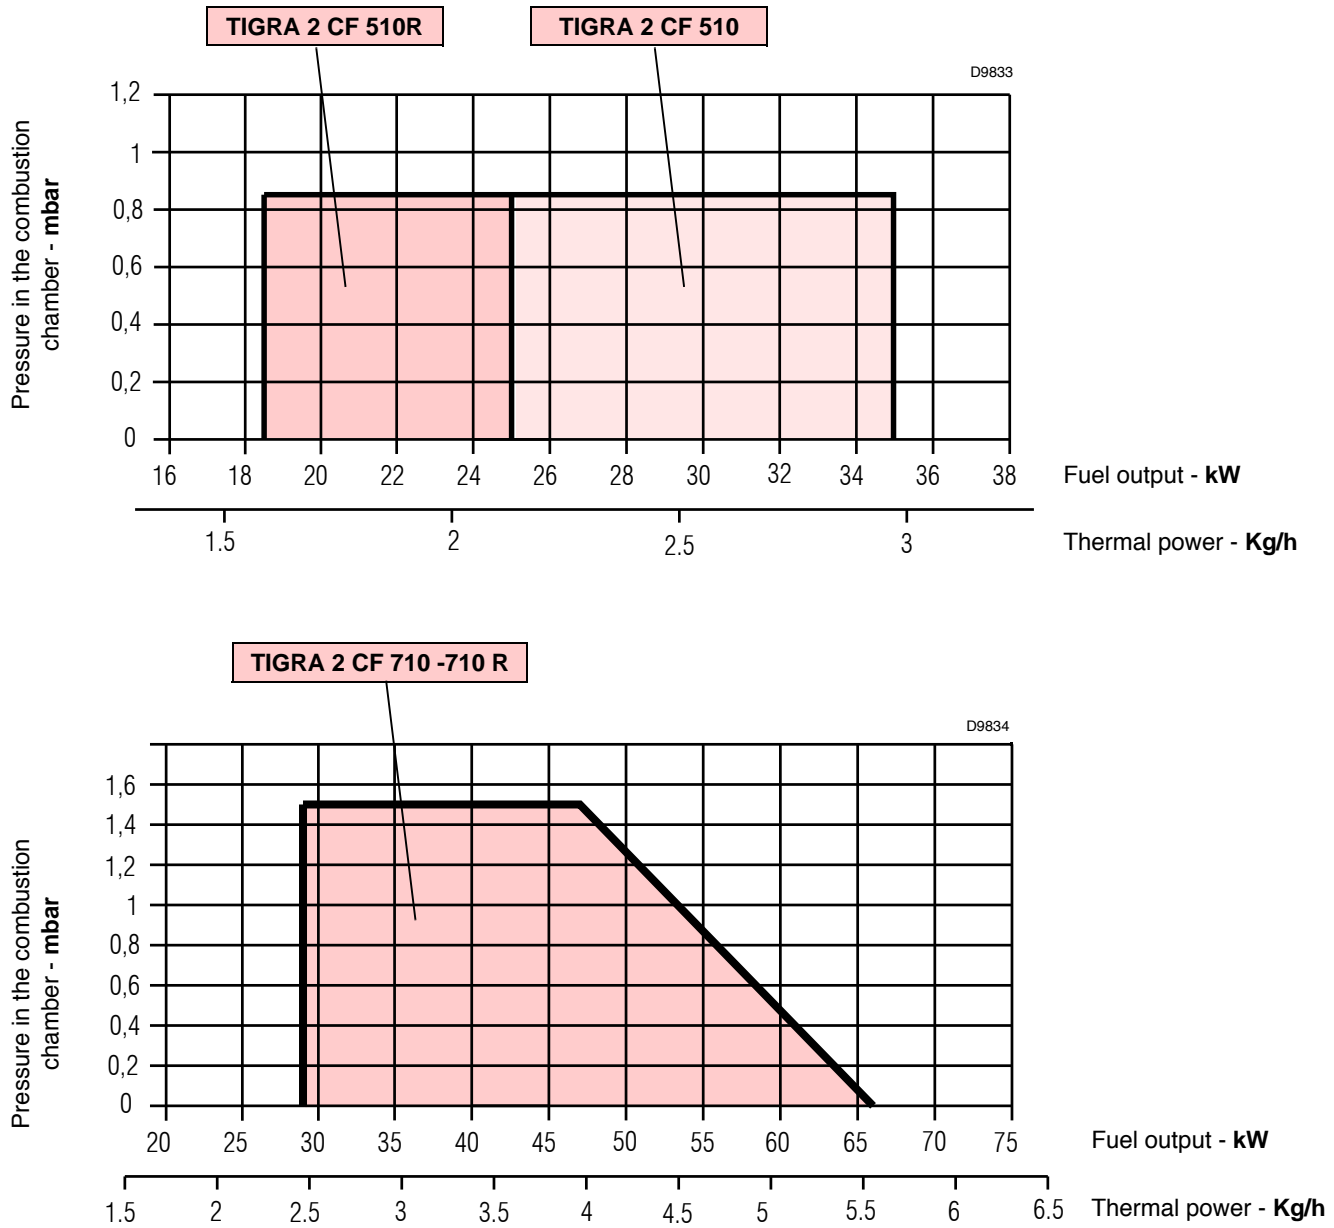 TIGRA 2 CF 510R
TIGRA 2 CF 510
D9833
Pressure in the combustion
chamber - mbar
1,2
1
0,8
0,6
0,4
0,2
0
16 18 20 22 24 26 28 30 32 34 36 38
Fuel output - kW
1.5 2 2.5 3
Thermal power - Kg/h
TIGRA 2 CF 710 -710 R
D9834
Pressure in the combustion
chamber - mbar
1,6
1,4
1,2
1
0,8
0,6
0,4
0,2
0
20 25 30 35 40 45 50 55 60 65 70 75
Fuel output - kW
1.5 2 2.5 3 3.5 4 4.5 5 5.5 6 6.5
Thermal power - Kg/h